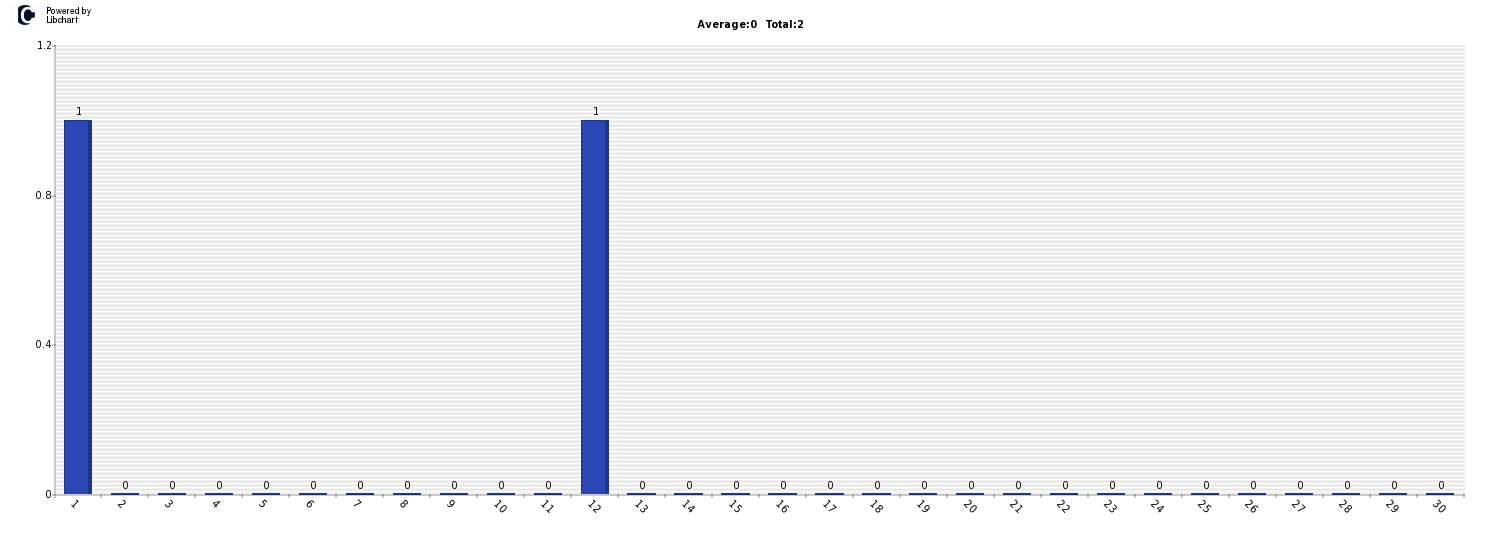 Powered by
Libchart
Average:0 Total:2
1.2
0.8
0.4
0
1 0 0 0 0 0 0 0 0 0 0 1 0 0 0 0 0 0 0 0 0 0 0 0 0 0 0 0 0 0
1 2 3 4 5 6 7 8 9 10 11 12 13 14 15 16 17 18 19 20 21 22 23 24 25 26 27 28 29 30